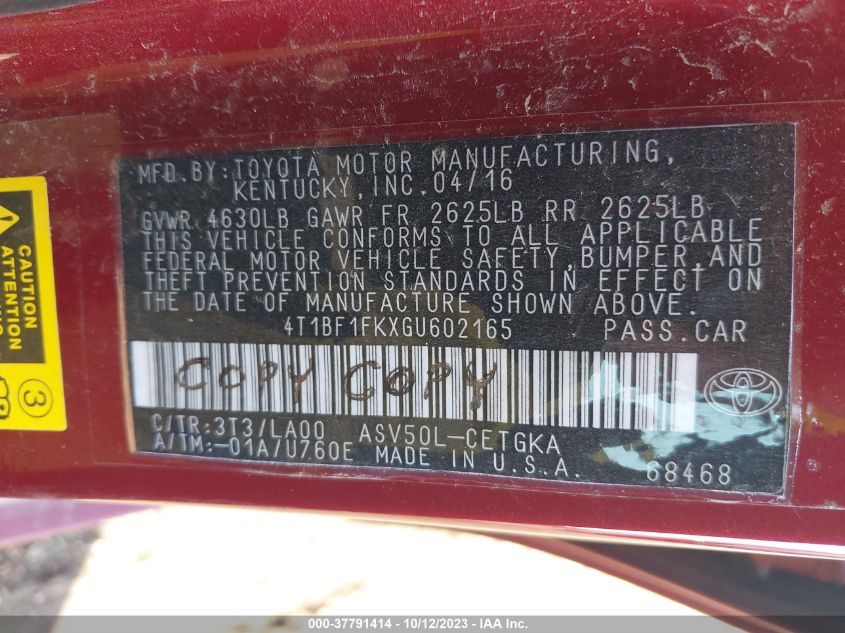 MFD.BY:TOYOTA MOTOR MANUFACTURING,
KENTUCKY,INC.04/16
GVWR 4630LB GAWR FR 2625LB RR 2625LB
THIS VEHICLE CONFORMS TO ALL APPLICABLE
FEDERAL MOTOR VEHICLE SAFETY,BUMPER,AND
THEFT PREVENTION STANDARDS IN EFFECT ON
THE DATE OF MANUFACTURE SHOWN ABOVE.
4T1BF1FKXGU602165 PASS.CAR
COPY COPY
C/TR:3T3/LA00 ASV50L-CETGKA
A/TM:-01A/U760E MADE IN U.S.A. 68468
CAUTION
ATTENTION
3
000-37791414 - 10/12/2023 - IAA Inc.